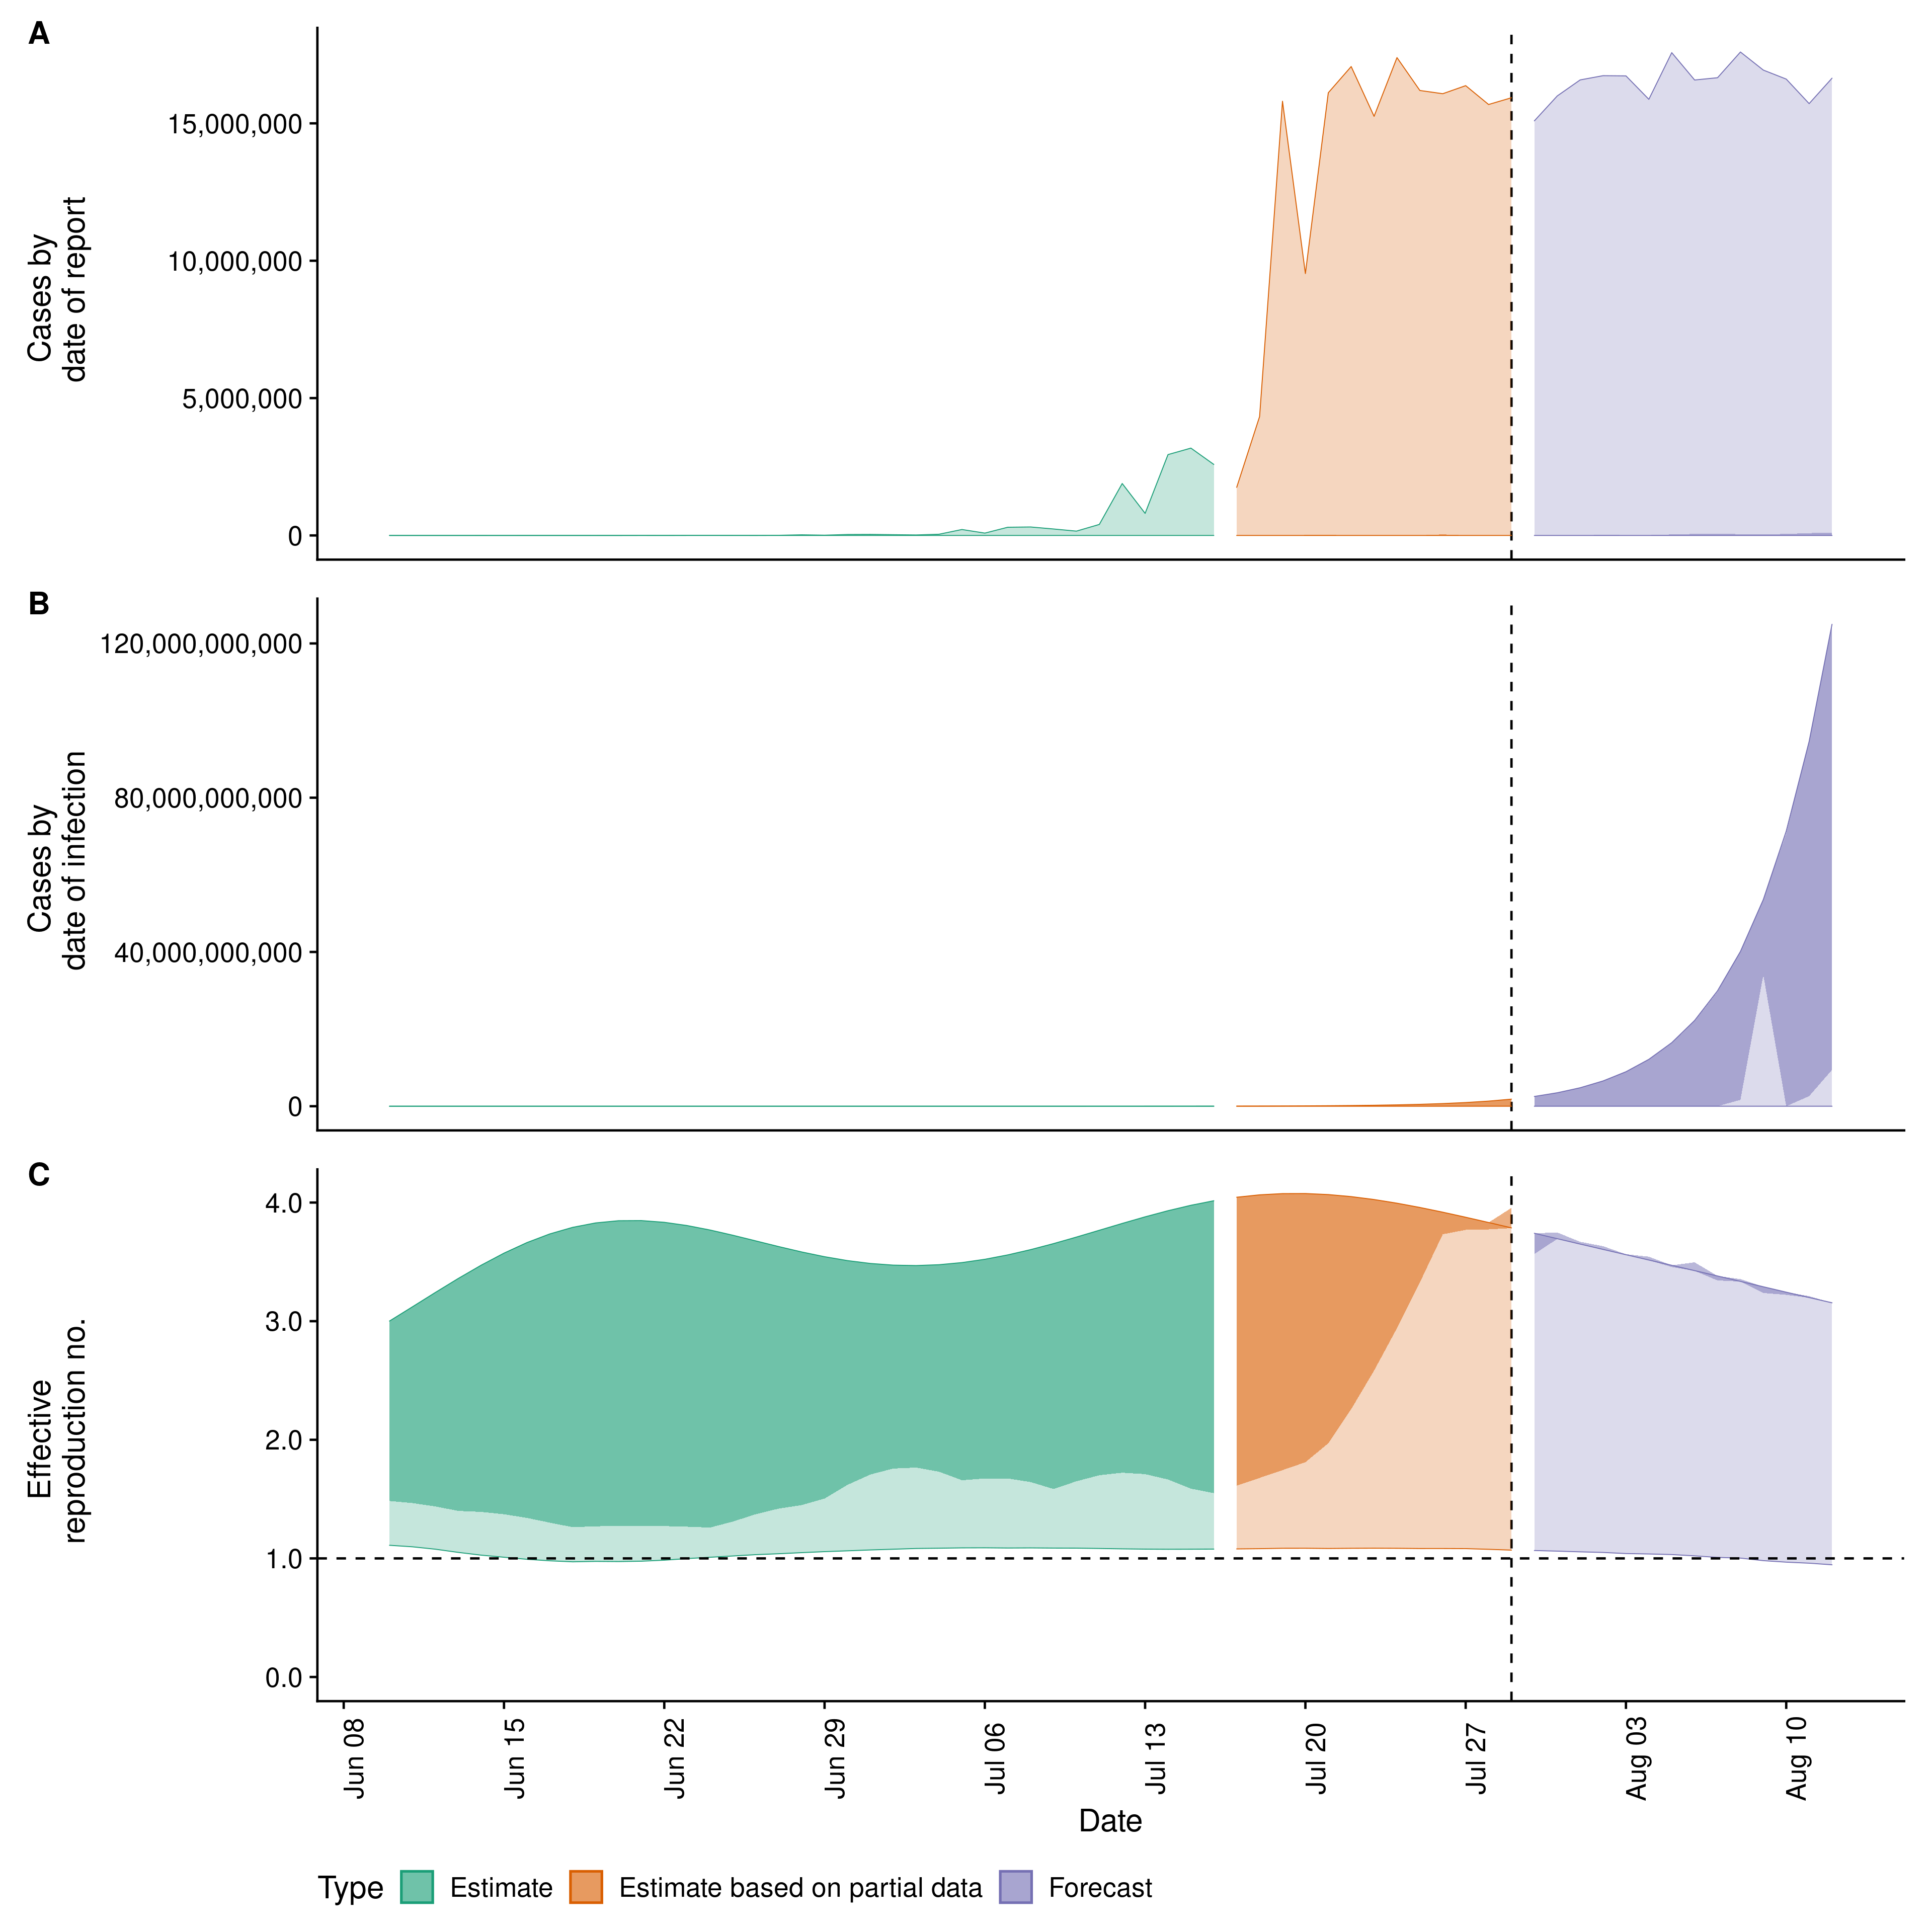 A
Cases by
date of report
15,000,000
10,000,000
5,000,000
0
B
Cases by
date of infection
120,000,000,000
80,000,000,000
40,000,000,000
0
C
Effective
reproduction no.
4.0
3.0
2.0
1.0
0.0
Jun 08
Jun 15
Jun 22
Jun 29
Jul 06
Jul 13
Jul 20
Jul 27
Aug 03
Aug 10
Date
Type Estimate Estimate based on partial data Forecast